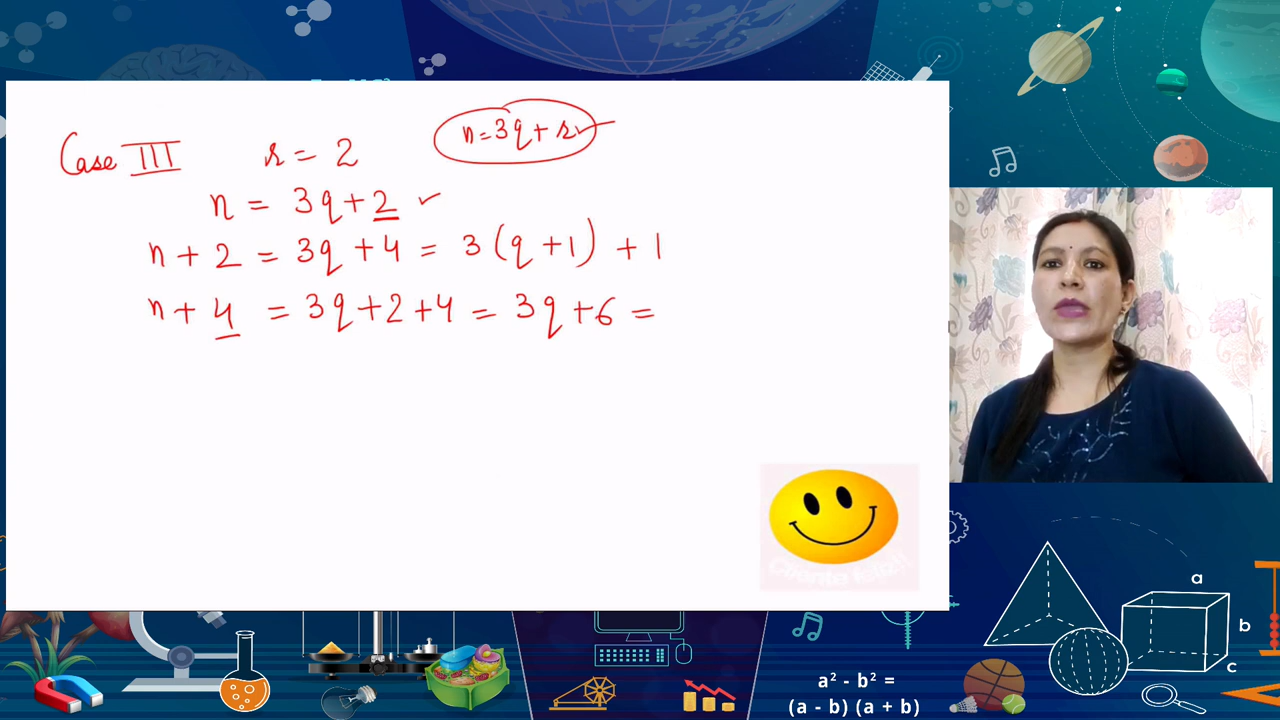 n=3q+r
Case III r = 2
n = 3q+2 ✓
n + 2 = 3q + 4 = 3(q + 1) + 1
n + 4 = 3q+2+4 = 3q+6 =
a
b
c
a² - b² =
(a - b) (a + b)